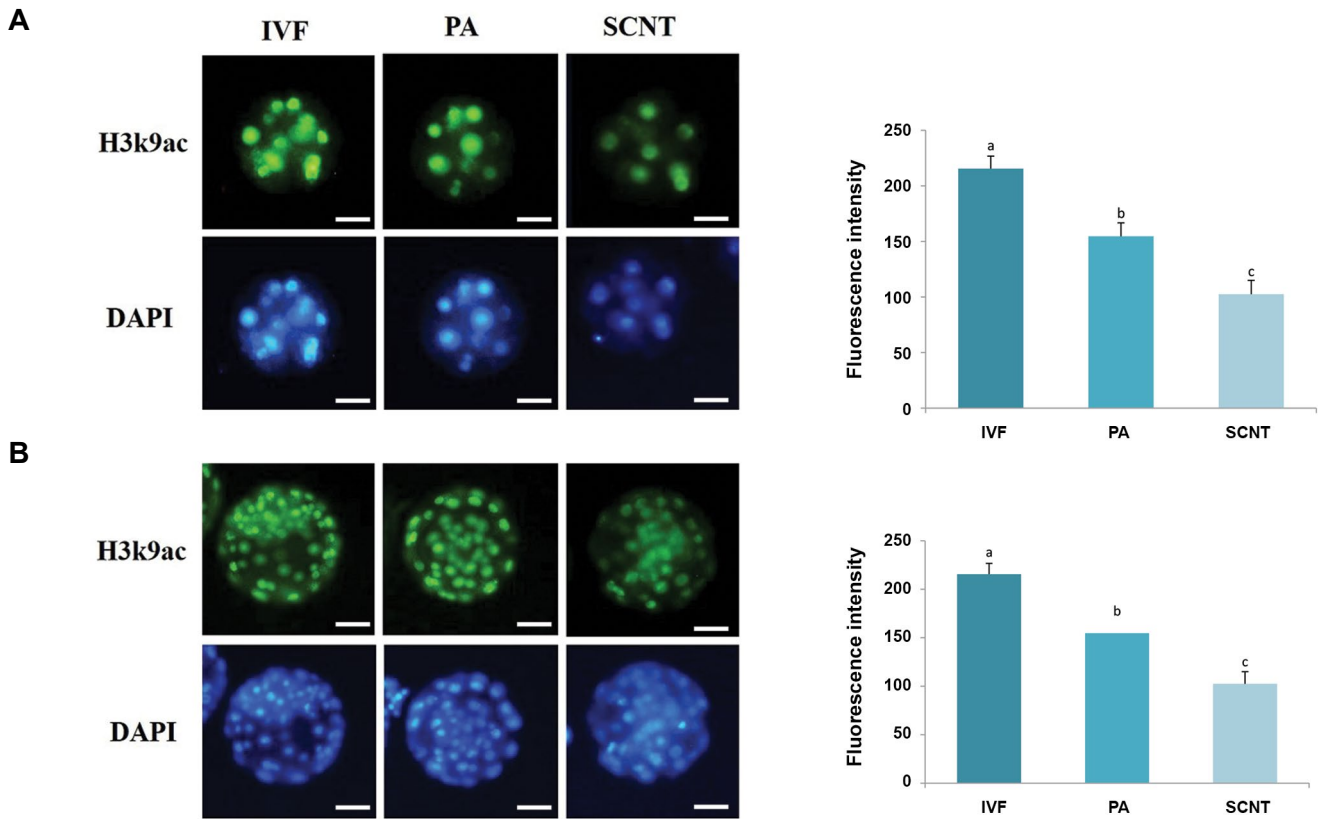 A
IVF PA SCNT
H3k9ac
DAPI
Fluorescence intensity
250
200
150
100
50
0
a
b
c
IVF PA SCNT
B
H3k9ac
DAPI
Fluorescence intensity
250
200
150
100
50
0
a
b
c
IVF PA SCNT